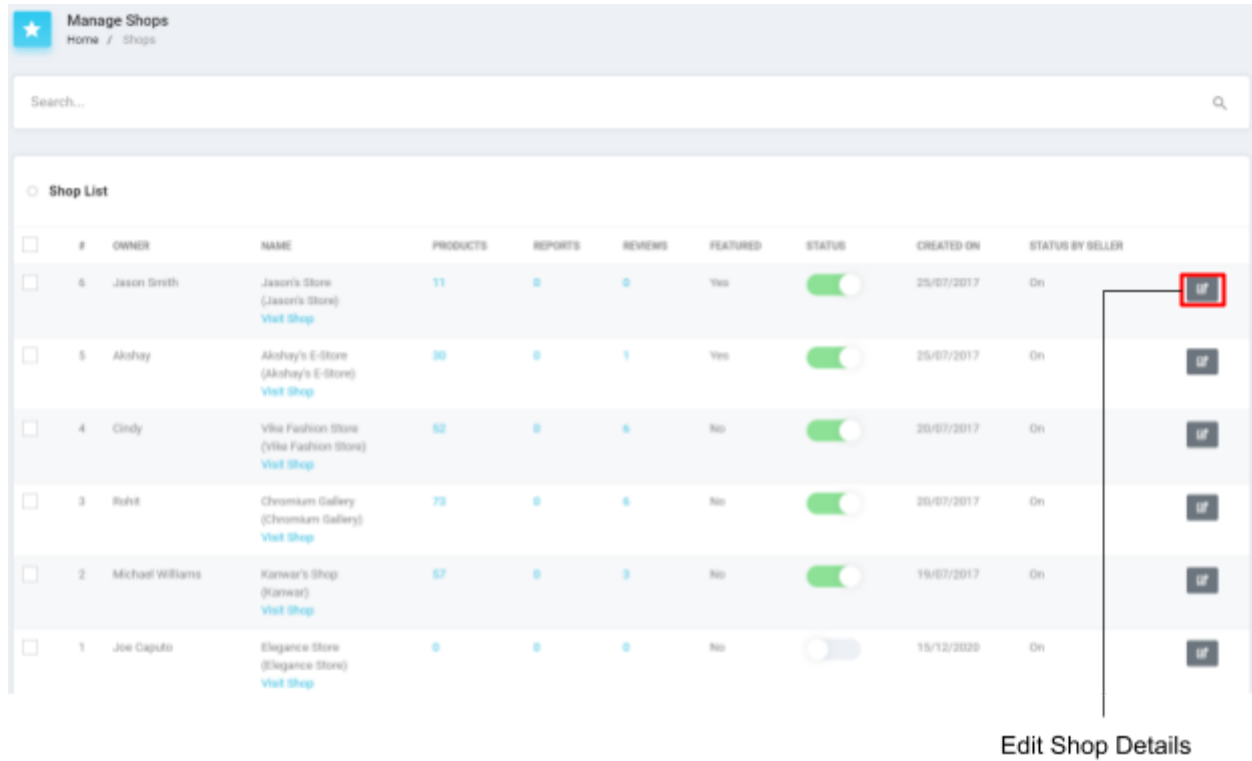 Manage Shops
Home / Shops
Search...
Shop List
# OWNER NAME PRODUCTS REPORTS REVIEWS FEATURED STATUS CREATED ON STATUS BY SELLER
6 Jason Smith Jason's Store 11 0 0 Yes 25/07/2017 On
(Jason's Store)
Visit Shop
5 Akshay Akshay's E-Store 30 0 1 Yes 25/07/2017 On
(Akshay's E-Store)
Visit Shop
4 Cindy Vike Fashion Store 52 0 6 No 20/07/2017 On
(Vike Fashion Store)
Visit Shop
3 Rohit Chromium Gallery 73 0 6 No 20/07/2017 On
(Chromium Gallery)
Visit Shop
2 Michael Williams Kanwar's Shop 57 0 3 No 19/07/2017 On
(Kanwar)
Visit Shop
1 Joe Caputo Elegance Store 0 0 0 No 15/12/2020 On
(Elegance Store)
Visit Shop
Edit Shop Details